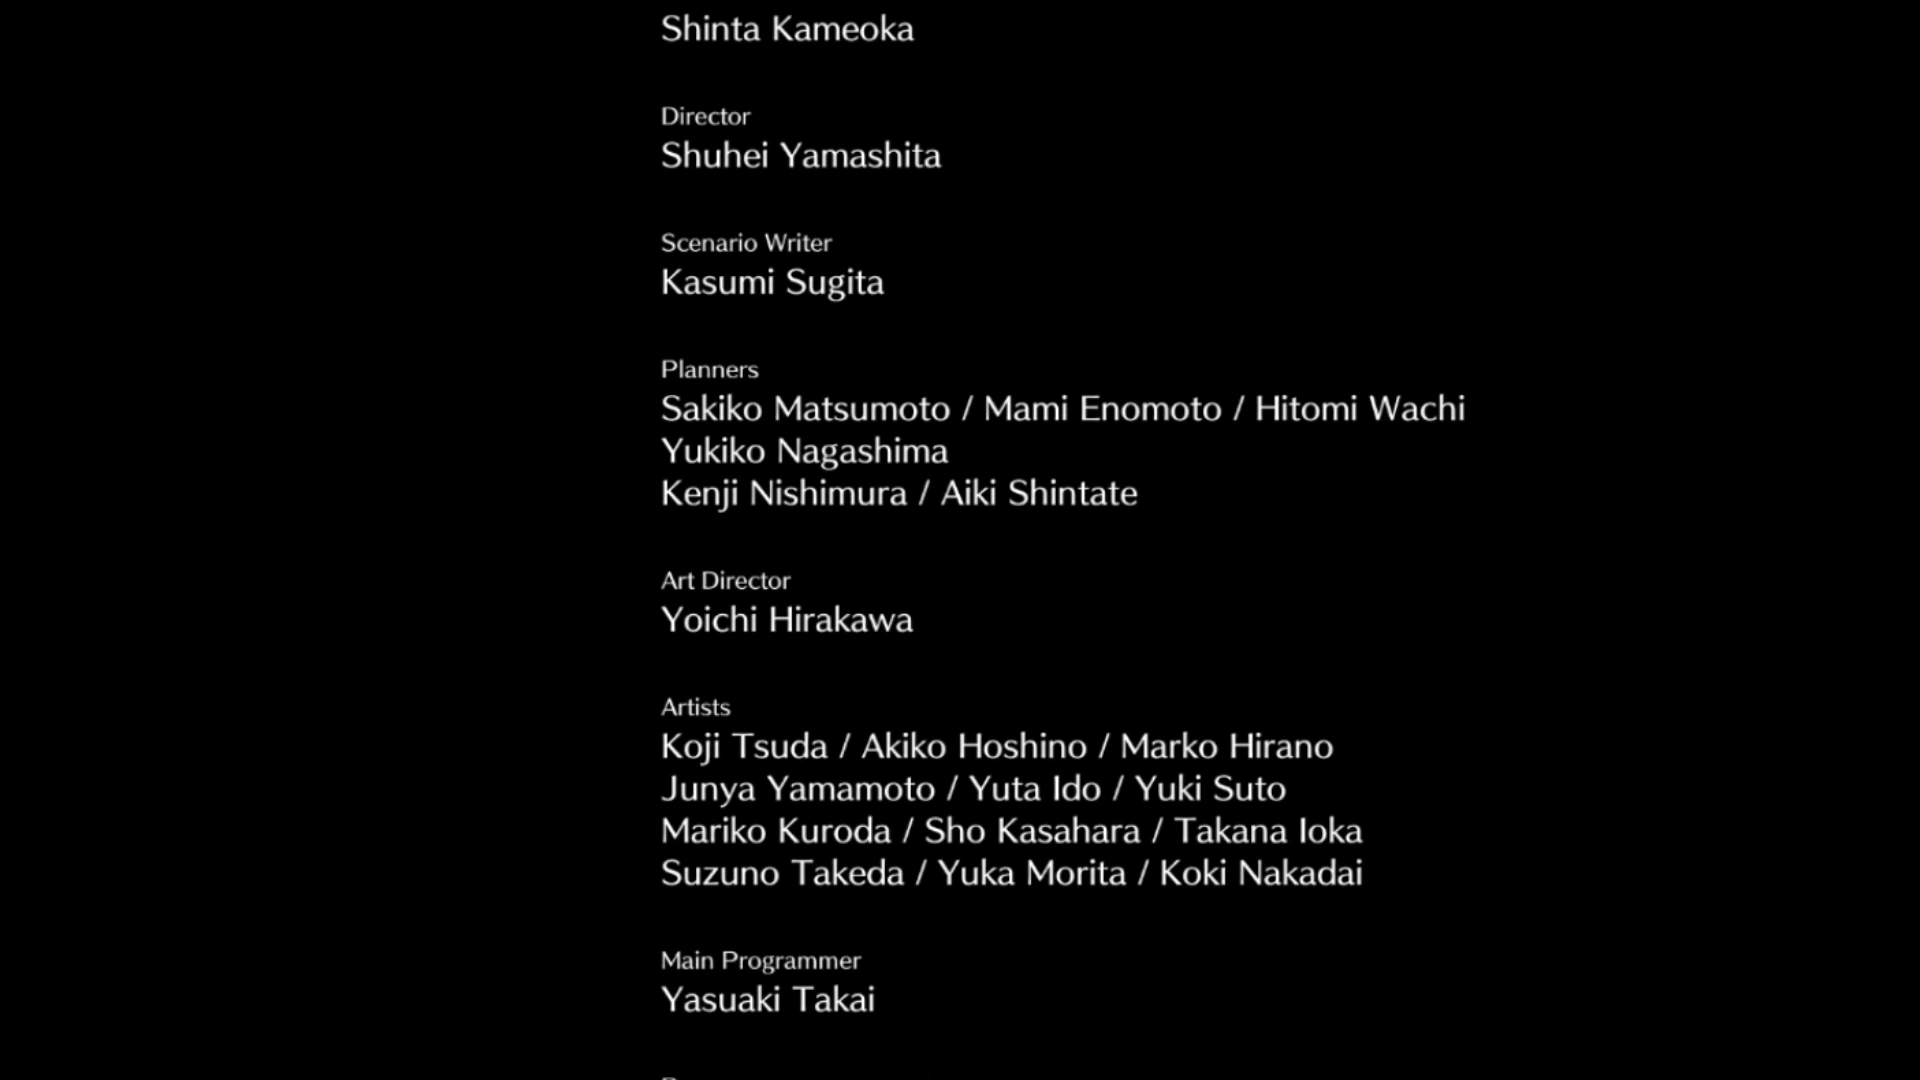 Shinta Kameoka
Director
Shuhei Yamashita
Scenario Writer
Kasumi Sugita
Planners
Sakiko Matsumoto / Mami Enomoto / Hitomi Wachi
Yukiko Nagashima
Kenji Nishimura / Aiki Shintate
Art Director
Yoichi Hirakawa
Artists
Koji Tsuda / Akiko Hoshino / Marko Hirano
Junya Yamamoto / Yuta Ido / Yuki Suto
Mariko Kuroda / Sho Kasahara / Takana Ioka
Suzuno Takeda / Yuka Morita / Koki Nakadai
Main Programmer
Yasuaki Takai